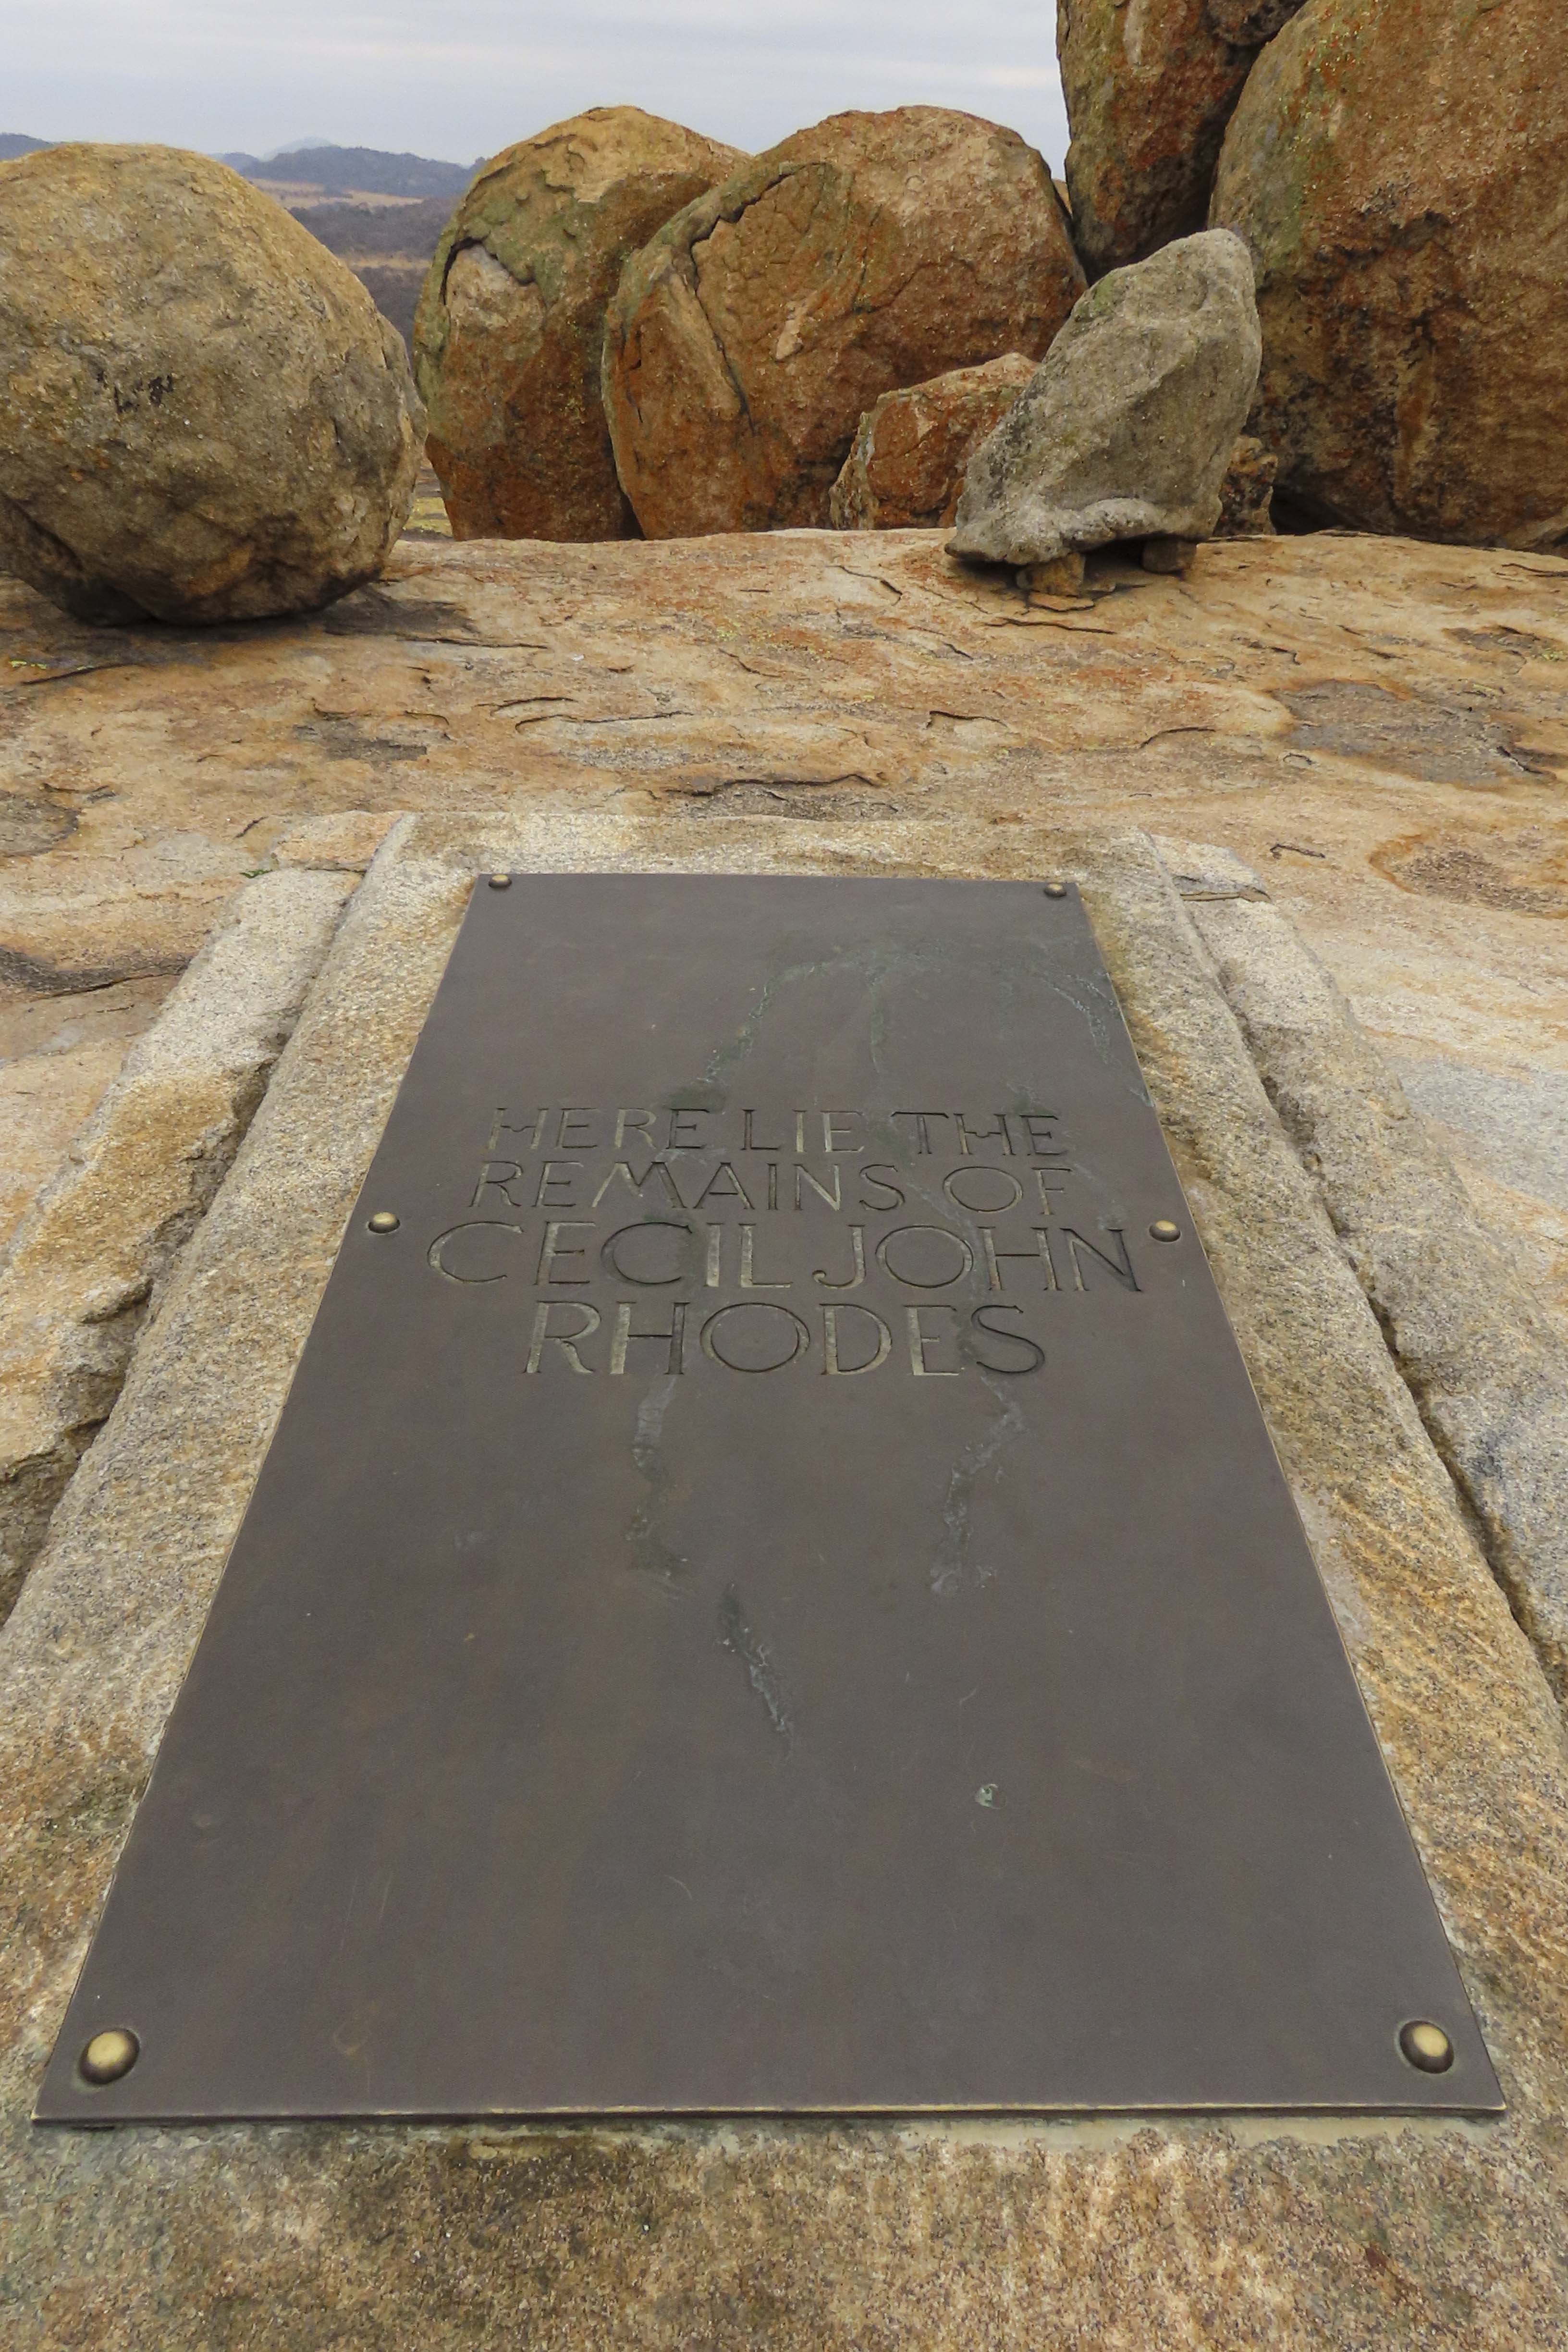 HERE LIE THE
REMAINS OF
CECIL JOHN
RHODES